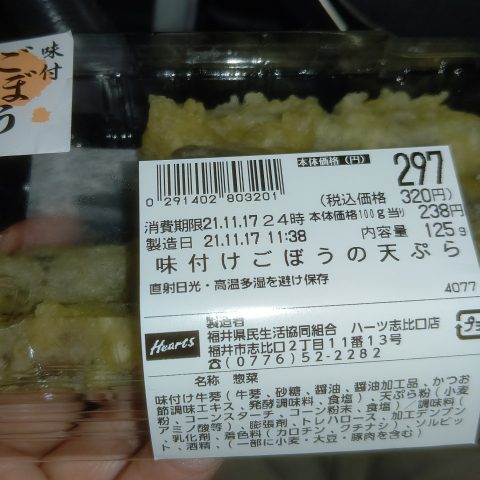 味付
ごぼう
本体価格(円)
297
0 291402 803201
(税込価格 320円)
消費期限21.11.17 24時 本体価格100g当り 238円
製造日 21.11.17 11:38 内容量 125g
味付けごぼうの天ぷら
直射日光・高温多湿を避け保存
4077
製造者
Hearts
福井県民生活協同組合 ハーツ志比口店
福井市志比口2丁目11番13号
☎(0776)52-2282
プ
名称 惣菜
味付け牛蒡(牛蒡、砂糖、醤油、醤油加工品、かつお
節調味エキス、発酵調味料、食塩)、天ぷら粉(小麦
粉、コーンスターチ、コーン粉末、食塩) 調味料(
アミノ酸等)、膨張剤、トレハロース、加工デンプン
、乳化剤、着色料(カロチン、クチナシ)、ソルビッ
ト、酒精、(一部に小麦・大豆・豚肉を含む)